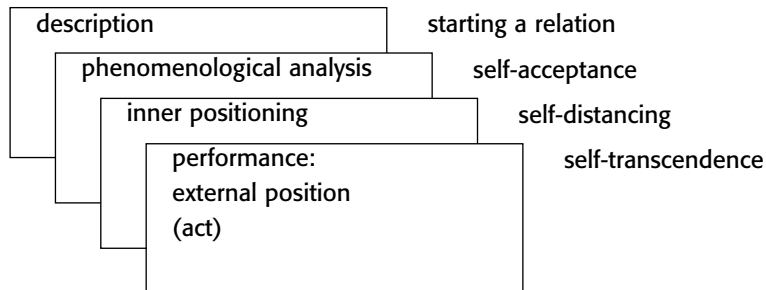 description starting a relation
phenomenological analysis self-acceptance
inner positioning self-distancing
performance: self-transcendence
external position
(act)